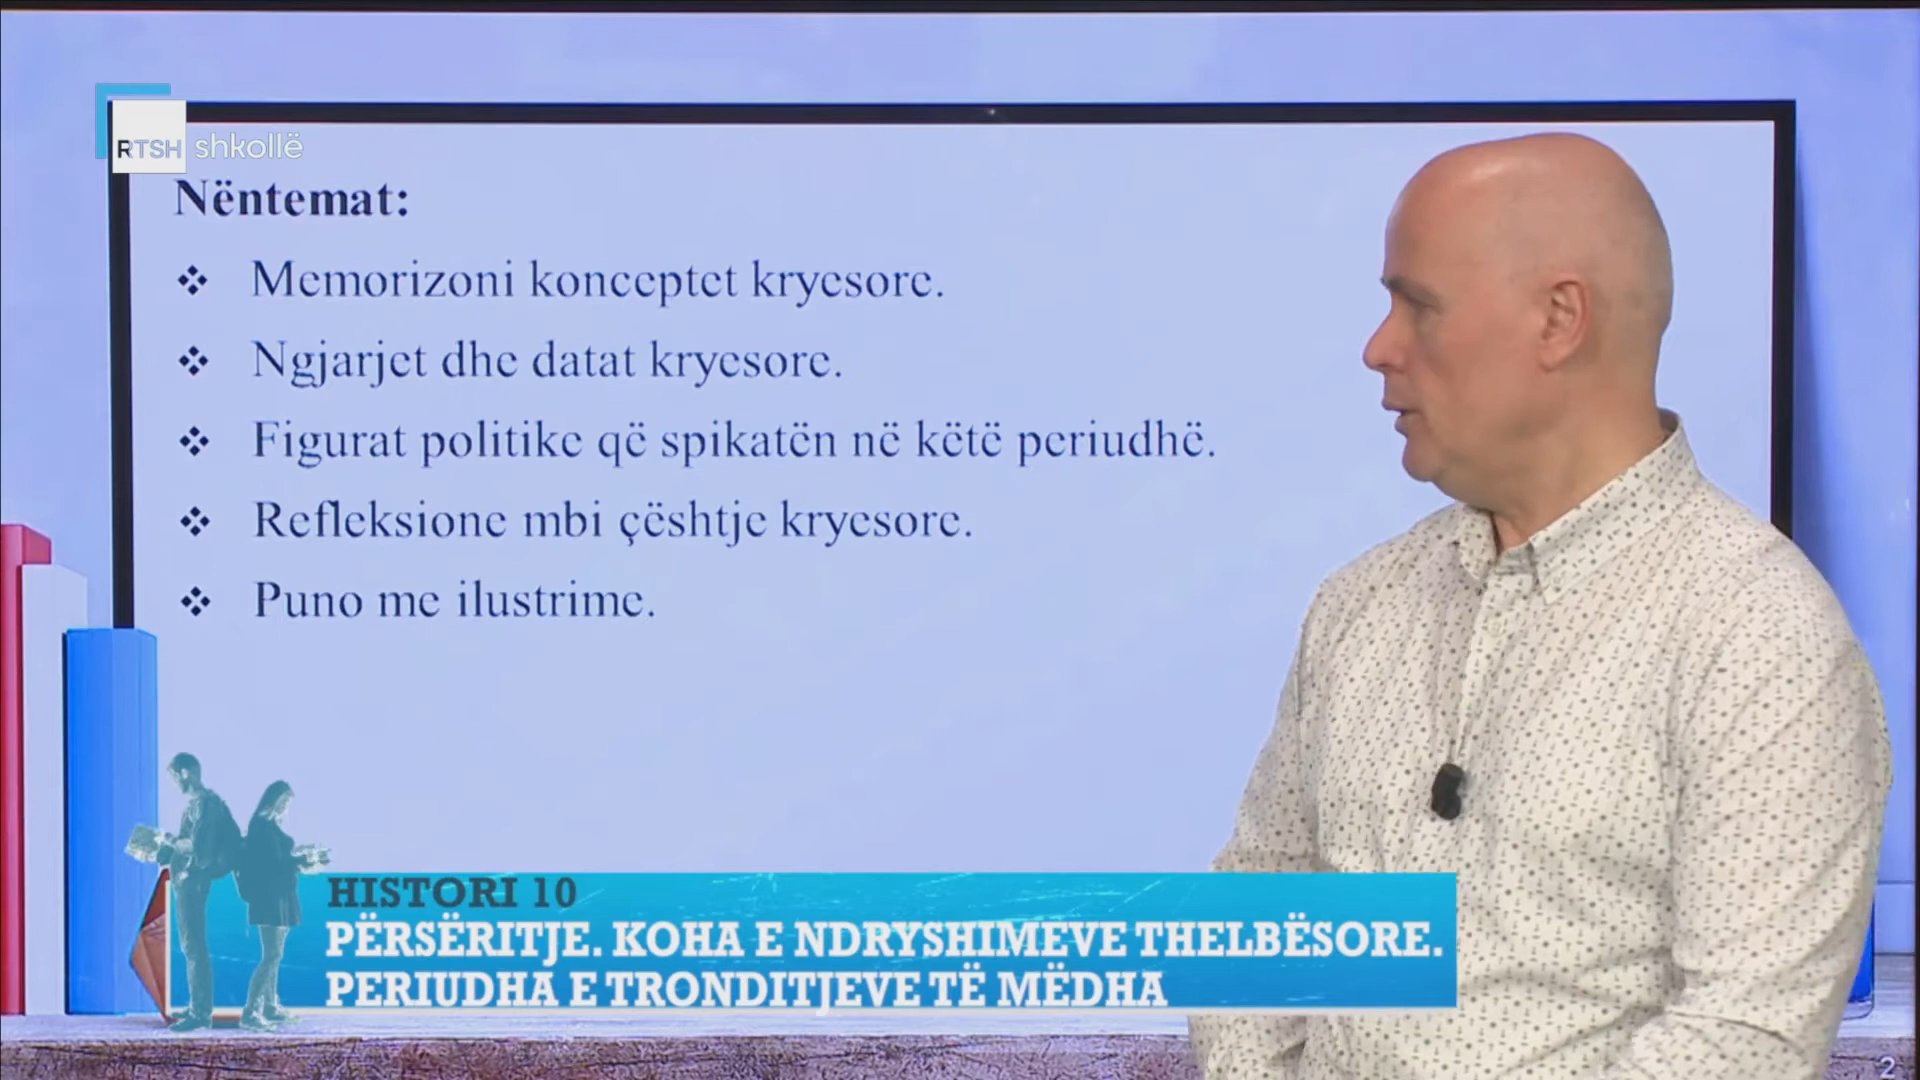 RTSH shkollë
Nëntemat:
❖ Memorizoni konceptet kryesore.
❖ Ngjarjet dhe datat kryesore.
❖ Figurat politike që spikatën në këtë periudhë.
❖ Refleksione mbi çështje kryesore.
❖ Puno me ilustrime.
HISTORI 10
PËRSËRITJE. KOHA E NDRYSHIMEVE THELBËSORE.
PERIUDHA E TRONDITJEVE TË MËDHA
2